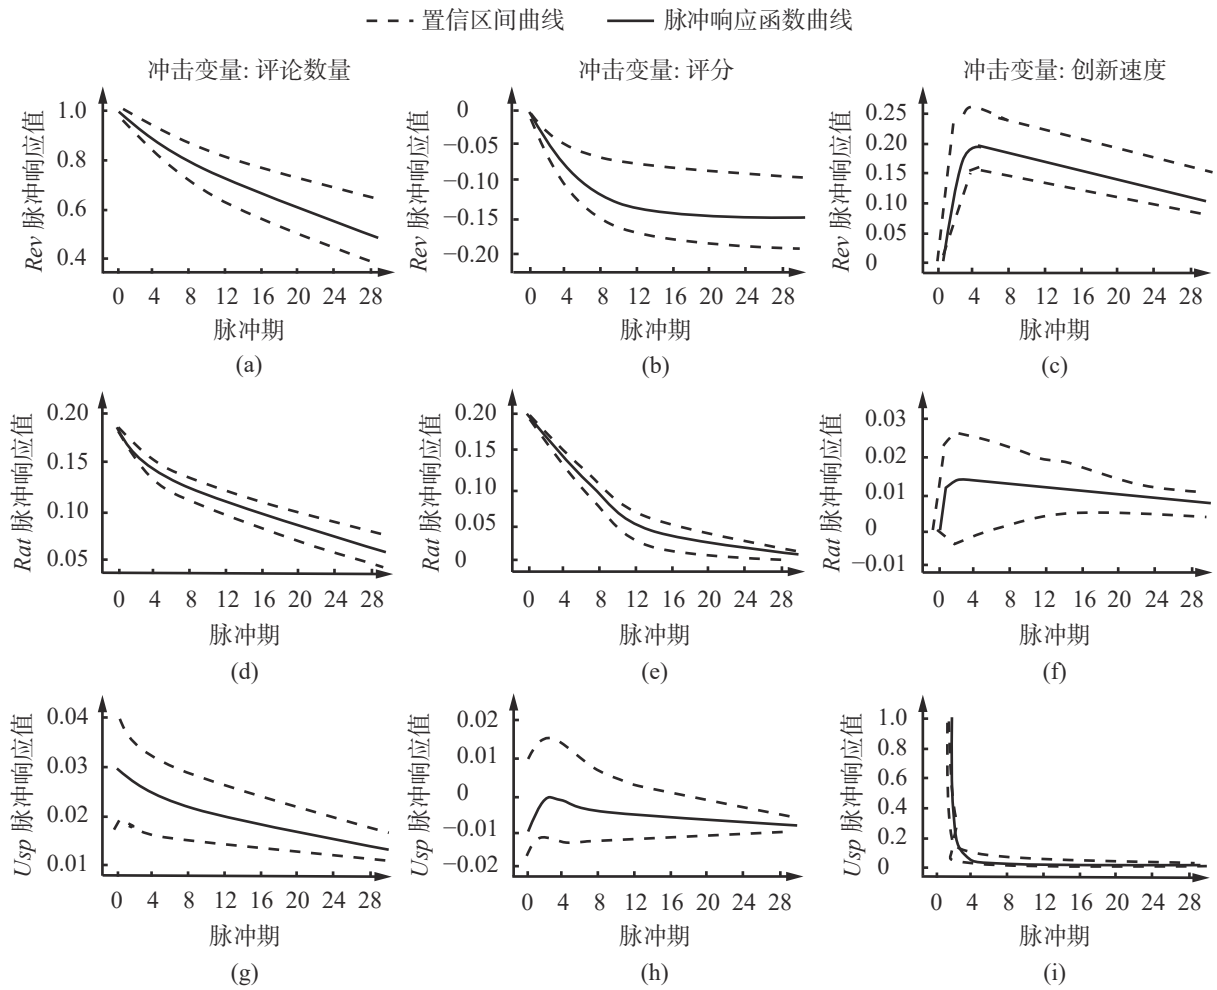 置信区间曲线 脉冲响应函数曲线
冲击变量: 评论数量
Rev 脉冲响应值
1.0
0.8
0.6
0.4
0 4 8 12 16 20 24 28
脉冲期
(a)
冲击变量: 评分
Rev 脉冲响应值
0
−0.05
−0.10
−0.15
−0.20
0 4 8 12 16 20 24 28
脉冲期
(b)
冲击变量: 创新速度
Rev 脉冲响应值
0.25
0.20
0.15
0.10
0.05
0
0 4 8 12 16 20 24 28
脉冲期
(c)
Rat 脉冲响应值
0.20
0.15
0.10
0.05
0 4 8 12 16 20 24 28
脉冲期
(d)
Rat 脉冲响应值
0.20
0.15
0.10
0.05
0
0 4 8 12 16 20 24 28
脉冲期
(e)
Rat 脉冲响应值
0.03
0.02
0.01
0
−0.01
0 4 8 12 16 20 24 28
脉冲期
(f)
Usp 脉冲响应值
0.04
0.03
0.02
0.01
0 4 8 12 16 20 24 28
脉冲期
(g)
Usp 脉冲响应值
0.02
0.01
0
−0.01
−0.02
0 4 8 12 16 20 24 28
脉冲期
(h)
Usp 脉冲响应值
1.0
0.8
0.6
0.4
0.2
0
0 4 8 12 16 20 24 28
脉冲期
(i)